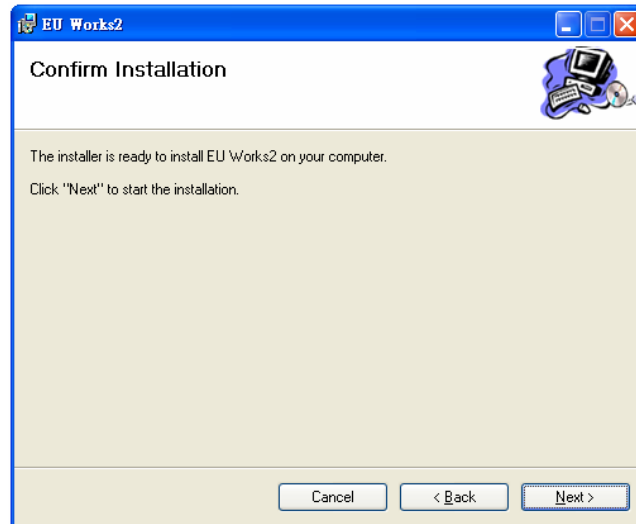 EU Works2
Confirm Installation
The installer is ready to install EU Works2 on your computer.
Click "Next" to start the installation.
Cancel
< Back
Next >